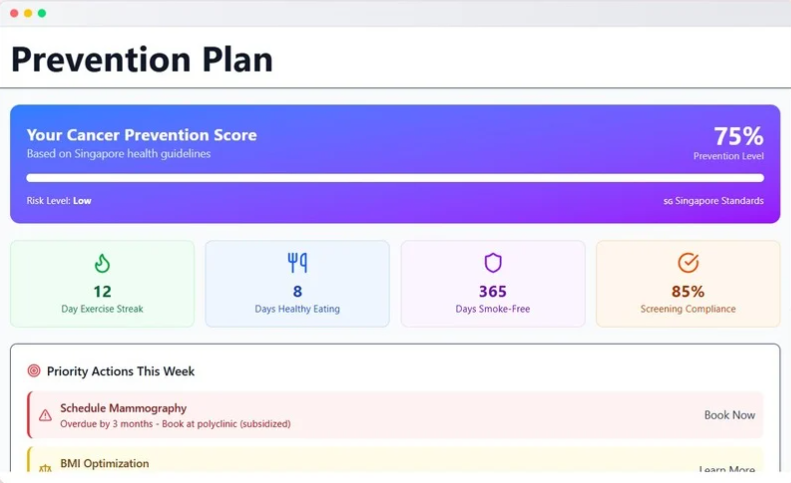 Prevention Plan
Your Cancer Prevention Score
75%
Based on Singapore health guidelines
Prevention Level
Risk Level: Low
SG Singapore Standards
12
Day Exercise Streak
8
Days Healthy Eating
365
Days Smoke-Free
85%
Screening Compliance
Priority Actions This Week
Schedule Mammography
Overdue by 3 months - Book at polyclinic (subsidized)
Book Now
BMI Optimization
Learn More